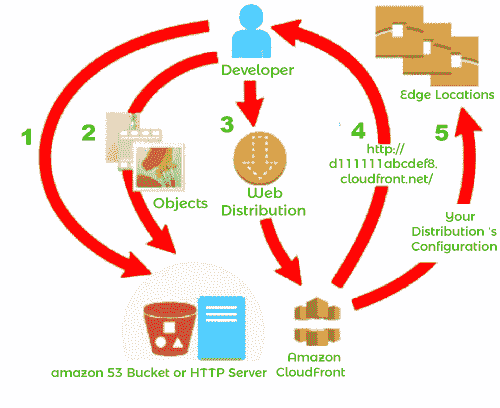 Developer
Edge Locations
1
2
3
4
5
http://
d111111abcdef8.
cloudfront.net/
Objects
Web
Distribution
Your
Distribution 's
Configuration
amazon 53 Bucket or HTTP Server
Amazon
CloudFront